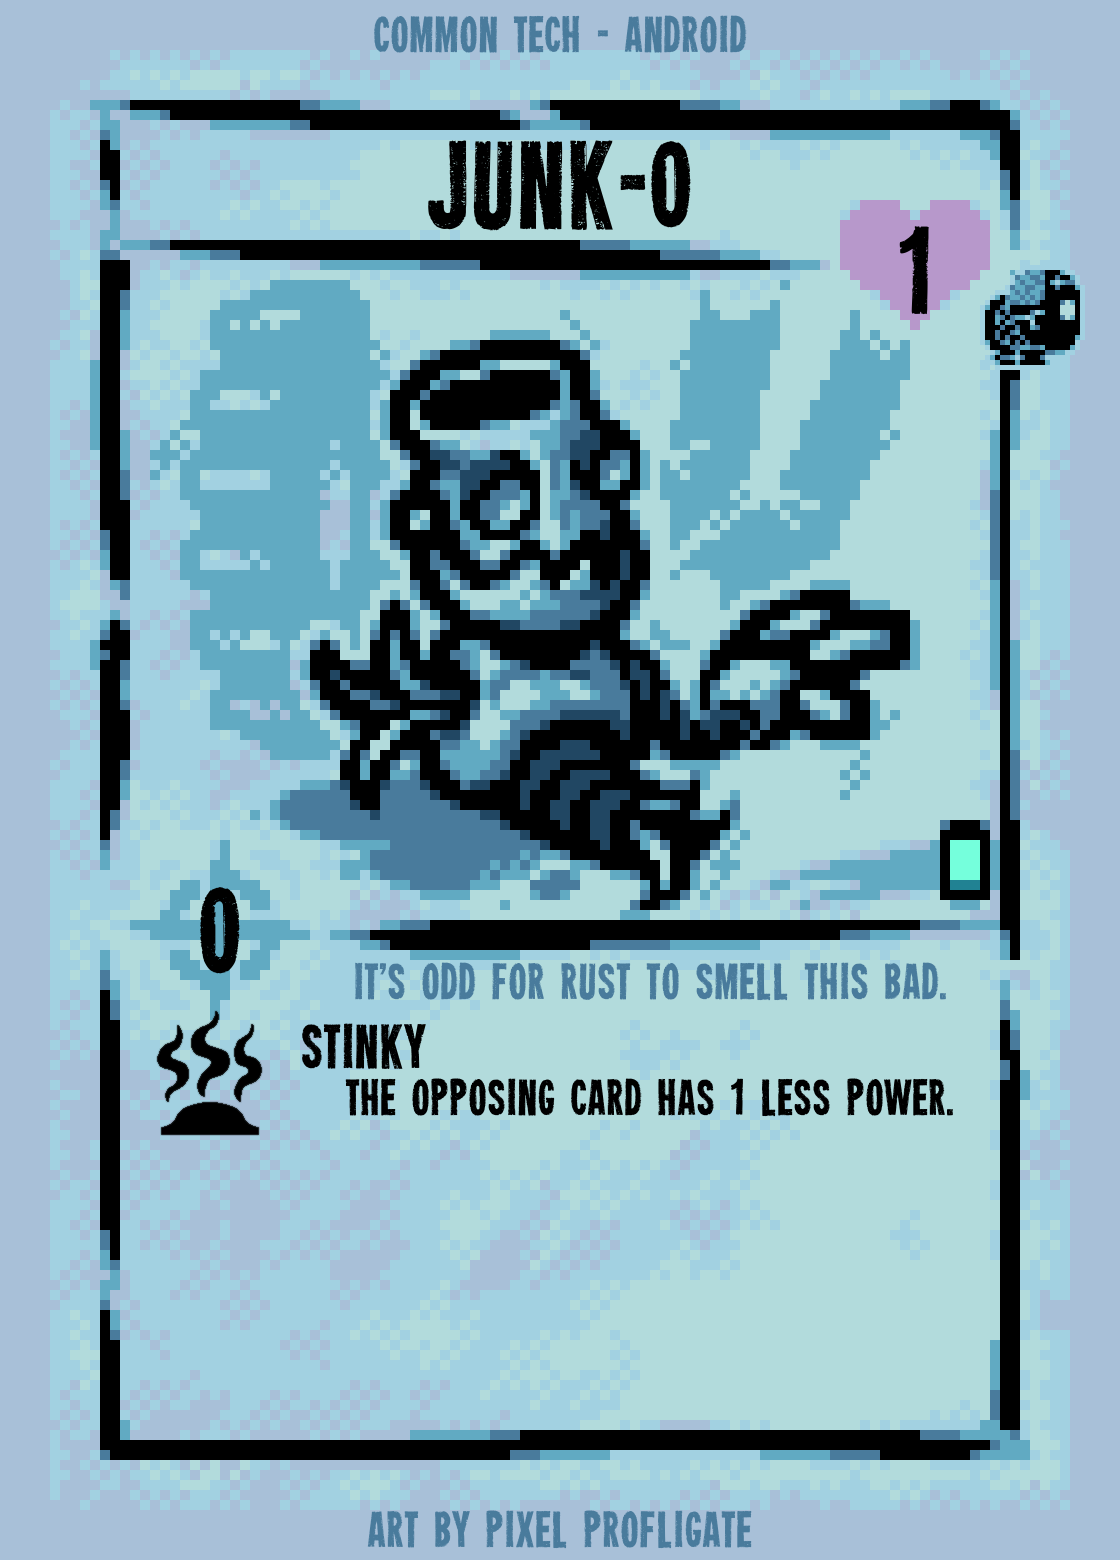 COMMON TECH - ANDROID
JUNK-0
1
0
IT'S ODD FOR RUST TO SMELL THIS BAD.
STINKY
THE OPPOSING CARD HAS 1 LESS POWER.
ART BY PIXEL PROFLIGATE